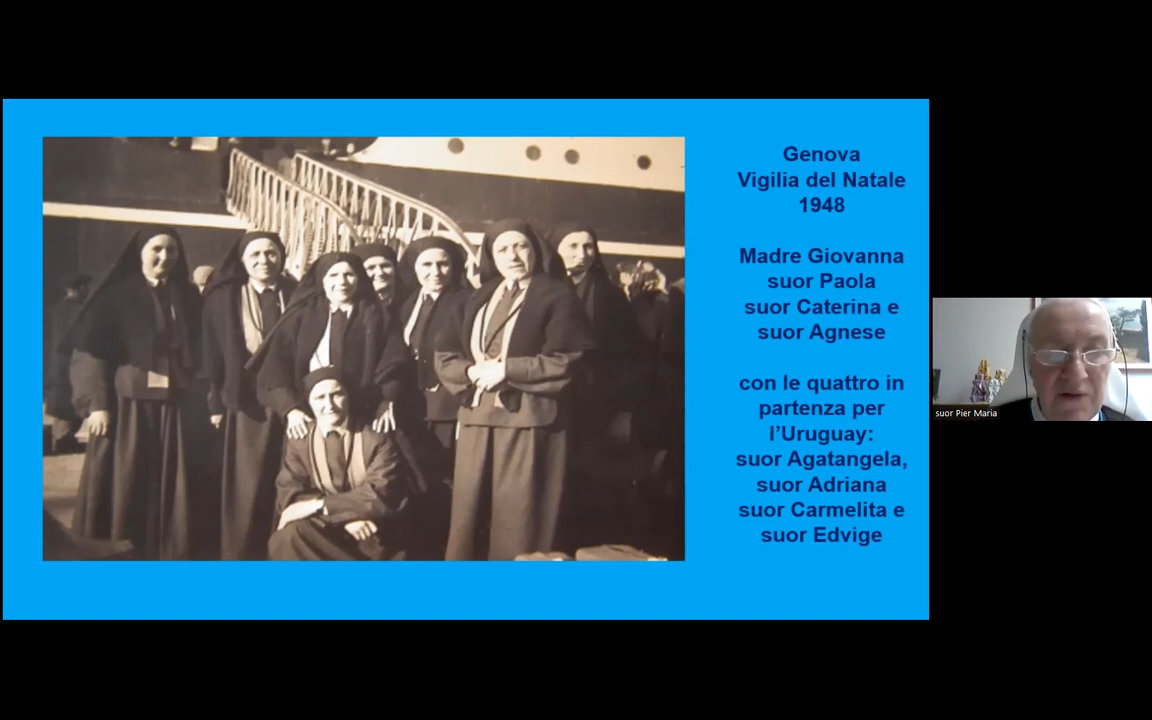 Genova
Vigilia del Natale
1948
Madre Giovanna
suor Paola
suor Caterina e
suor Agnese
con le quattro in
partenza per
l’Uruguay:
suor Agatangela,
suor Adriana
suor Carmelita e
suor Edvige
suor Pier Maria